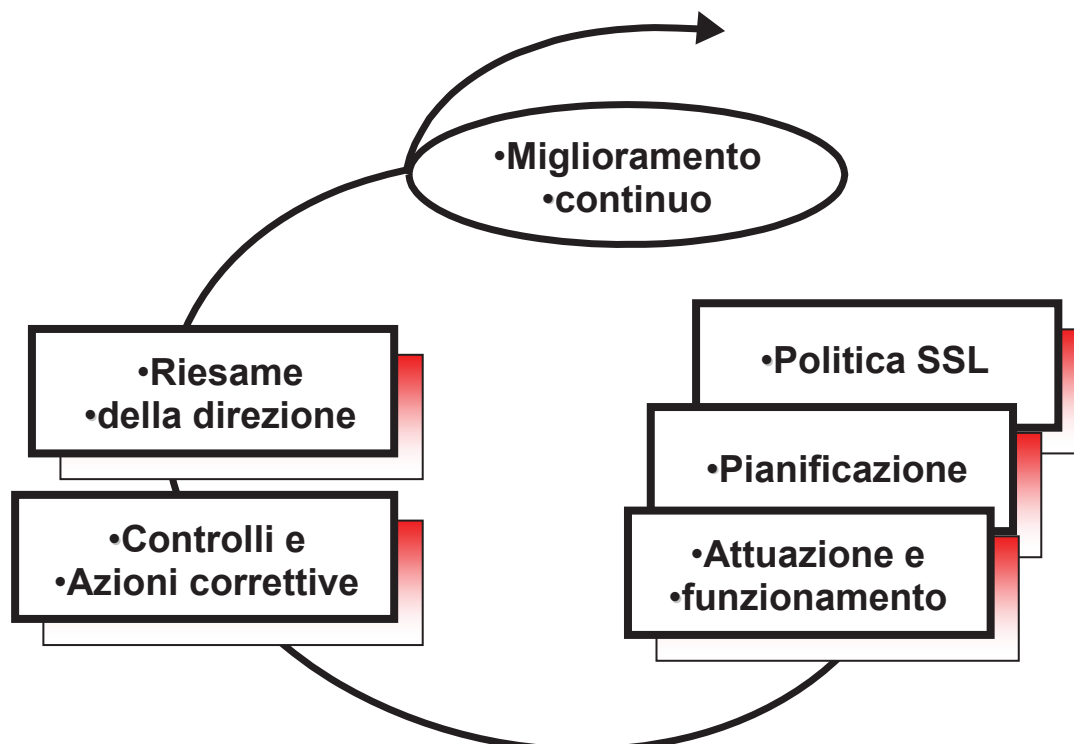 •Miglioramento
•continuo
•Riesame
•della direzione
•Politica SSL
•Pianificazione
•Controlli e
•Azioni correttive
•Attuazione e
•funzionamento